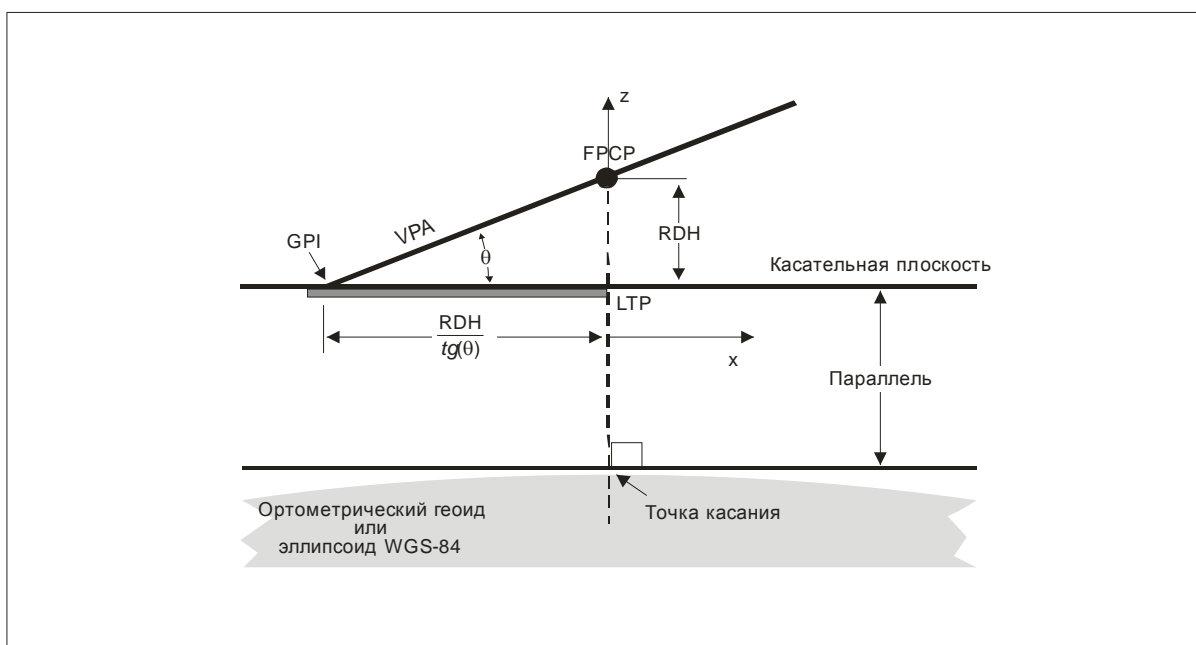 z
FPCP
VPA
RDH
GPI
θ
Касательная плоскость
LTP
RDH
tg(θ)
x
Параллель
Ортометрический геоид
или
эллипсоид WGS-84
Точка касания